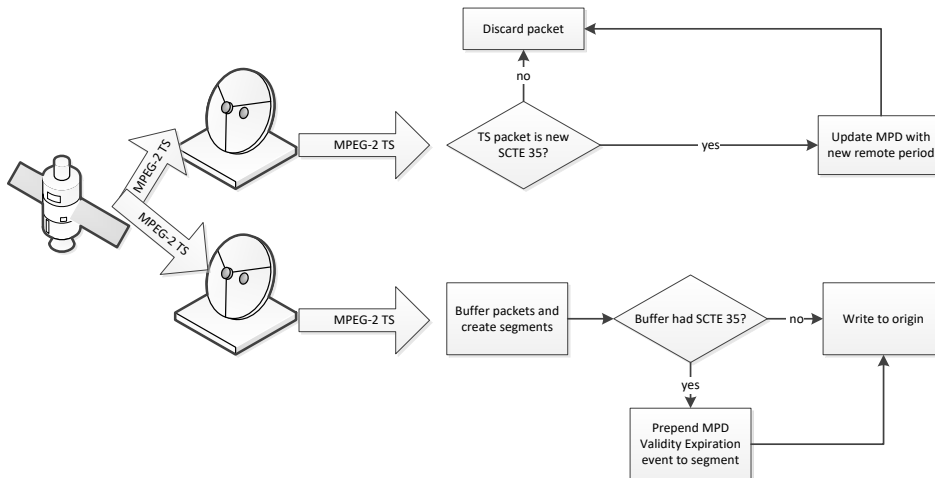 Discard packet
no
TS packet is new
SCTE 35?
yes
Update MPD with
new remote period
MPEG-2 TS
MPEG-2 TS
MPEG-2 TS
MPEG-2 TS
Buffer packets and
create segments
Buffer had SCTE 35?
no
Write to origin
yes
Prepend MPD
Validity Expiration
event to segment